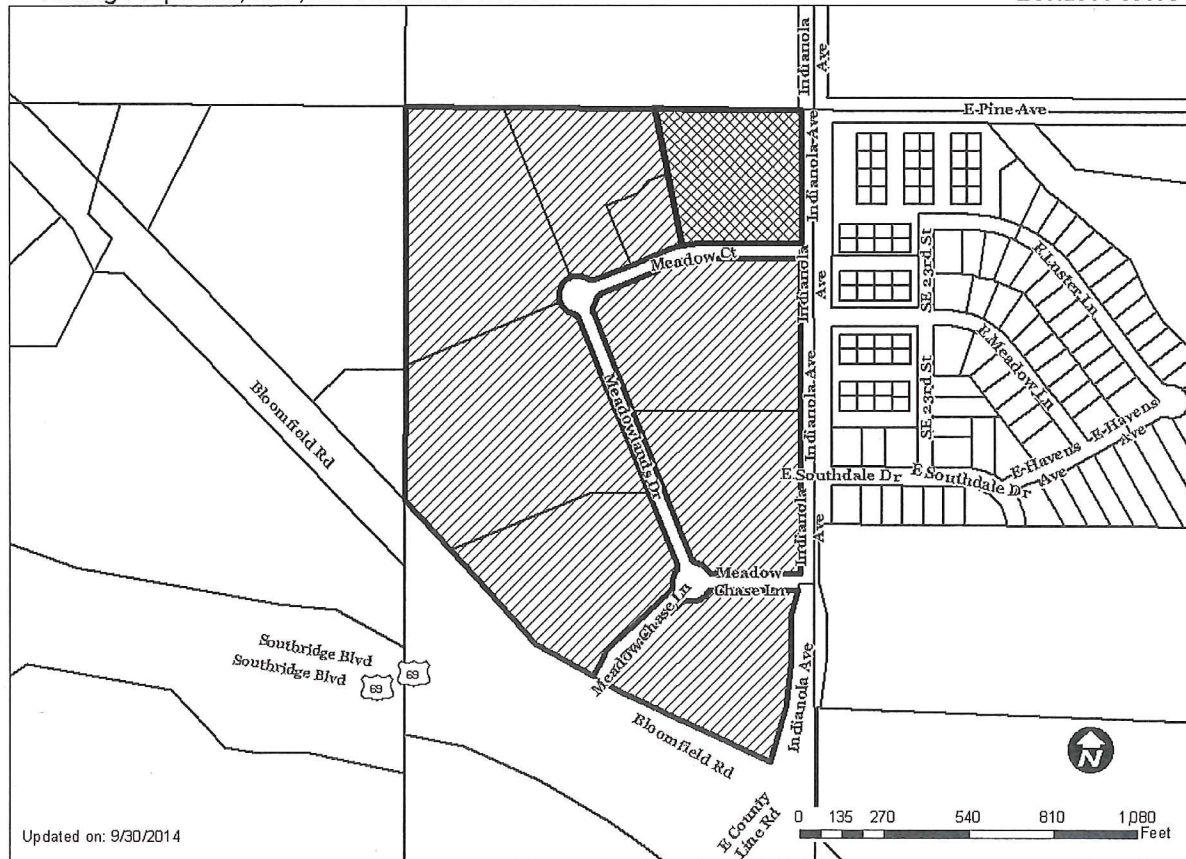 Indianola
Ave
E Pine Ave
Indianola Ave
Meadow Ct
Indianola
Ave
SE 23rd St
E Luster Ln
E Meadow Ln
Bloomfield Rd
Meadowlands Dr
Indianola Ave
SE 23rd St
E Havens
E Havens
Ave
Ave
E Southdale Dr
E Southdale Dr
Indianola
Ave
Meadow
Chase Ln
Meadow Chase Ln
Southbridge Blvd
Southbridge Blvd
69
69
Indianola Ave
Bloomfield Rd
N
E County
Line Rd
0 135 270 540 810 1,080
Feet
Updated on: 9/30/2014